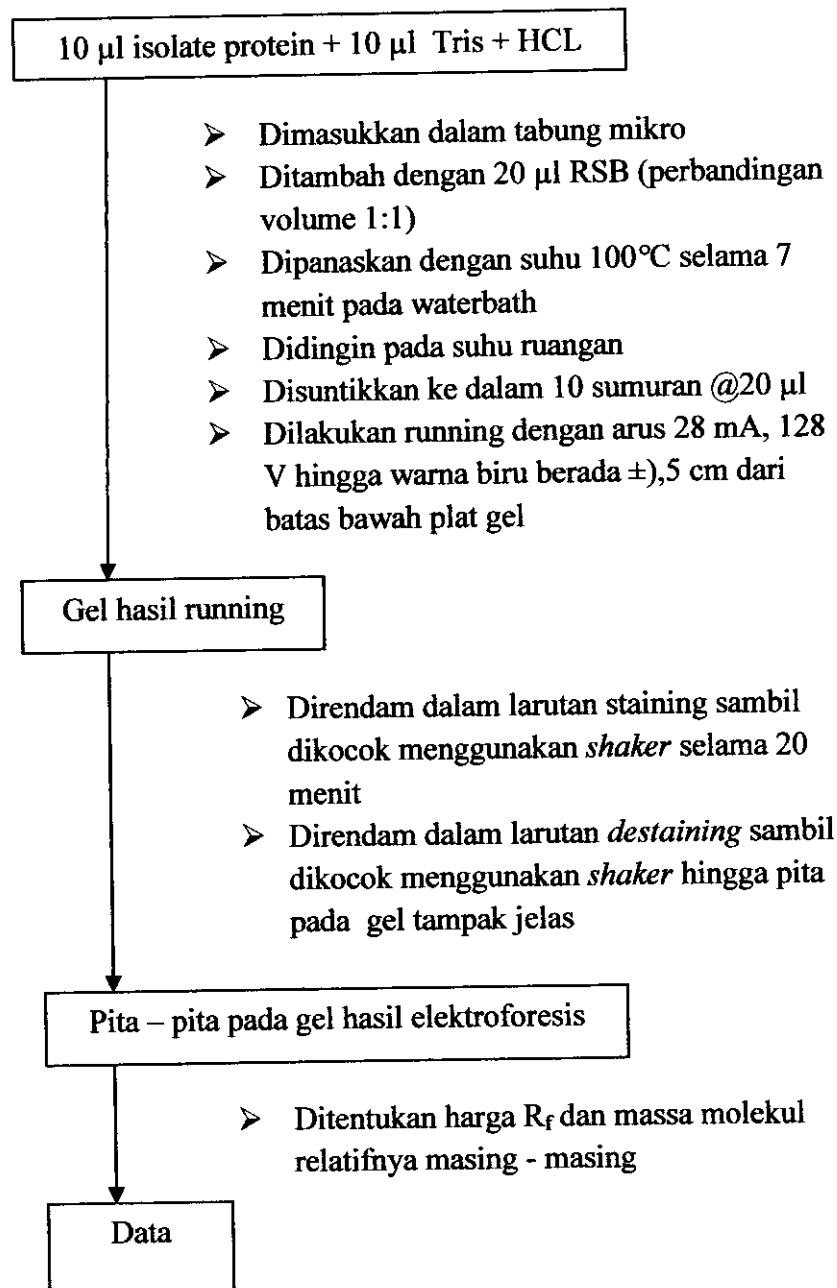 10 µl isolate protein + 10 µl Tris + HCL
➢ Dimasukkan dalam tabung mikro
➢ Ditambah dengan 20 µl RSB (perbandingan
volume 1:1)
➢ Dipanaskan dengan suhu 100°C selama 7
menit pada waterbath
➢ Didingin pada suhu ruangan
➢ Disuntikkan ke dalam 10 sumuran @20 µl
➢ Dilakukan running dengan arus 28 mA, 128
V hingga warna biru berada ±),5 cm dari
batas bawah plat gel
Gel hasil running
➢ Direndam dalam larutan staining sambil
dikocok menggunakan shaker selama 20
menit
➢ Direndam dalam larutan destaining sambil
dikocok menggunakan shaker hingga pita
pada gel tampak jelas
Pita – pita pada gel hasil elektroforesis
➢ Ditentukan harga Rf dan massa molekul
relatifnya masing - masing
Data